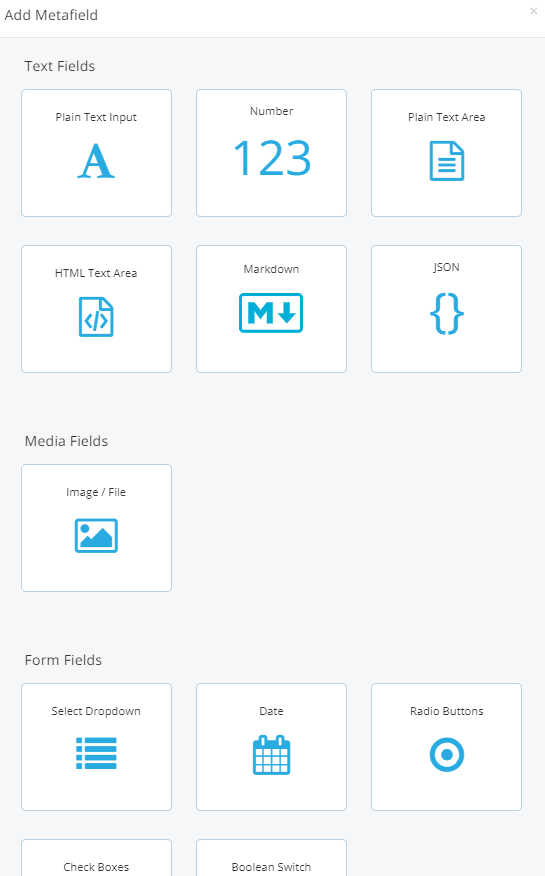 Add Metafield
×
Text Fields
Plain Text Input
Number
Plain Text Area
A
123
HTML Text Area
Markdown
JSON
</>
M
{}
Media Fields
Image / File
Form Fields
Select Dropdown
Date
Radio Buttons
Check Boxes
Boolean Switch